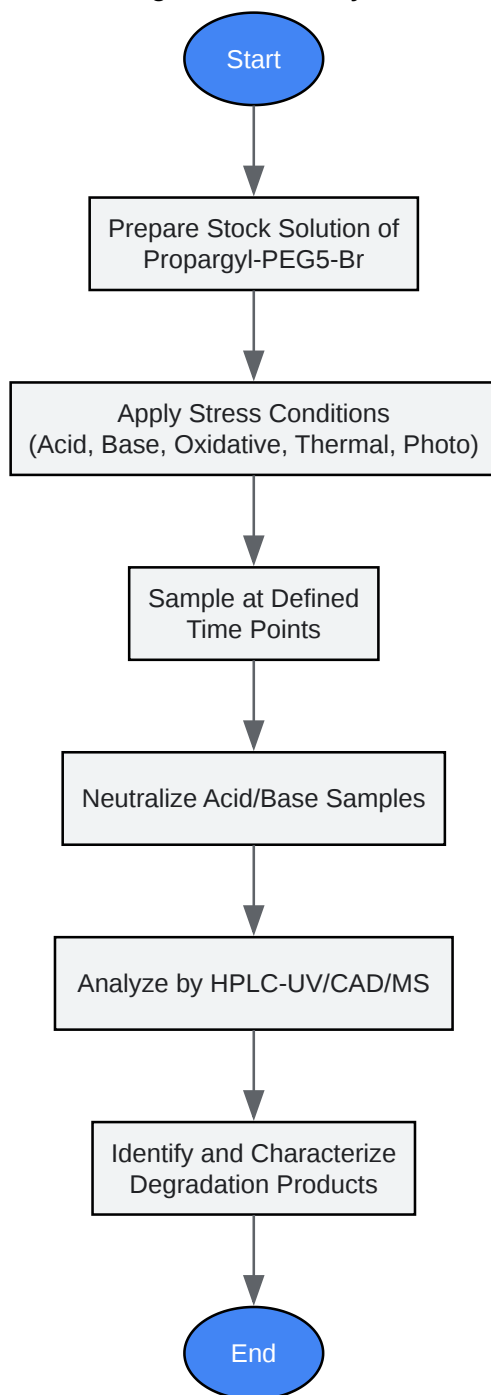 Start
Prepare Stock Solution of
Propargyl-PEG5-Br
Apply Stress Conditions
(Acid, Base, Oxidative, Thermal, Photo)
Sample at Defined
Time Points
Neutralize Acid/Base Samples
Analyze by HPLC-UV/CAD/MS
Identify and Characterize
Degradation Products
End